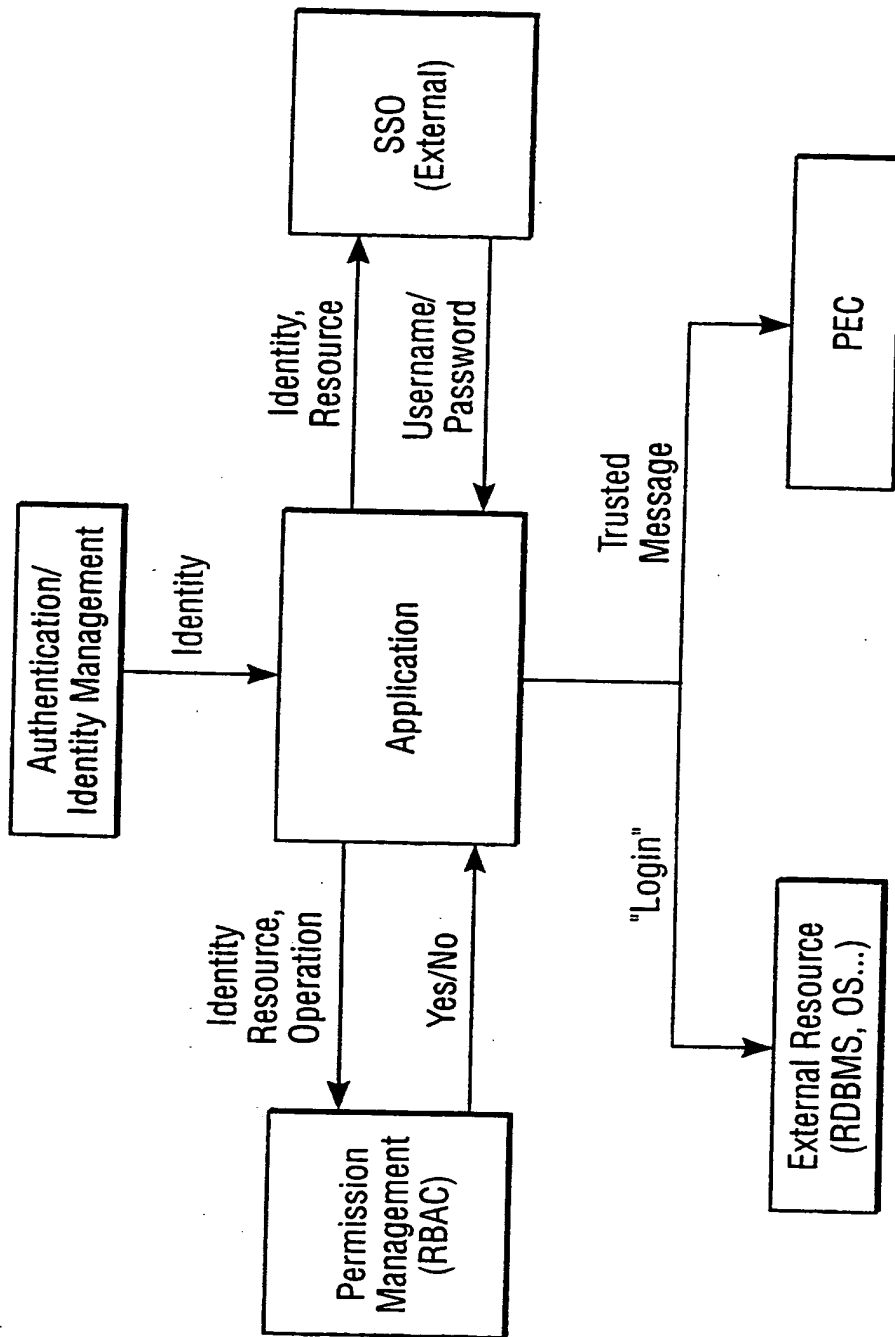 Authentication/
Identity Management
Identity
Permission
Management
(RBAC)
Identity
Resource,
Operation
Yes/No
Application
Identity,
Resource
Username/
Password
SSO
(External)
"Login"
Trusted
Message
External Resource
(RDBMS, OS...)
PEC